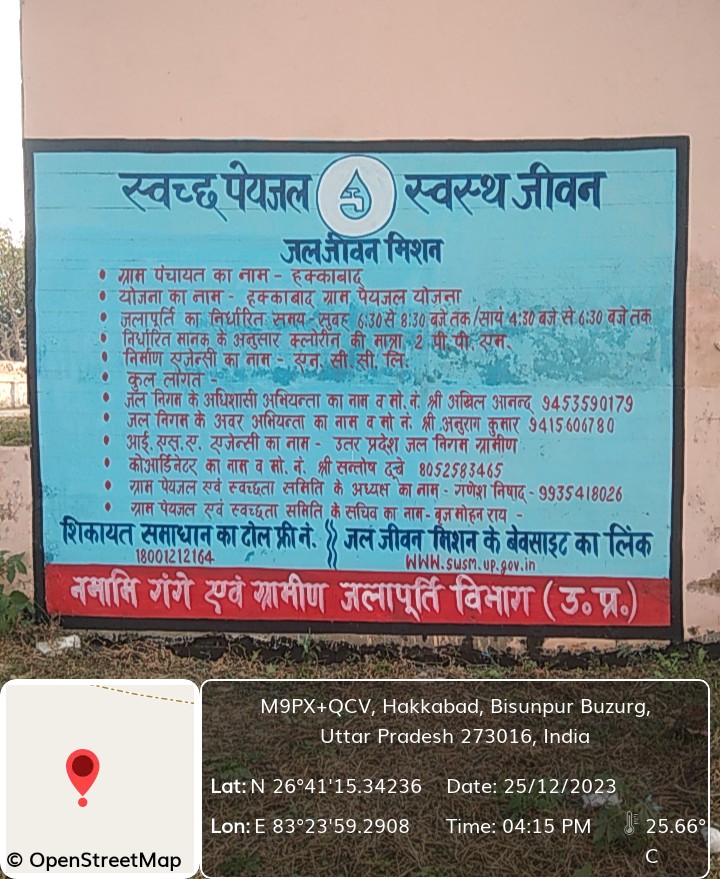 स्वच्छ पेयजल स्वस्थ जीवन
जल जीवन मिशन
• ग्राम पंचायत का नाम - हक्काबाद
• योजना का नाम - हक्काबाद ग्राम पेयजल योजना
• जलापूर्ति का निर्धारित समय - सुबह 6:30 से 8:30 बजे तक/सायं 4:30 बजे से 6:30 बजे तक
• निर्धारित मानक के अनुसार क्लोरीन की मात्रा 2 पी.पी.एम.
• निर्माण एजेन्सी का नाम - एन. सी. सी. लि.
• कुल लागत -
• जल निगम के अधिशासी अभियन्ता का नाम व मो. नं. श्री अखिल आनन्द 9453590179
• जल निगम के अवर अभियन्ता का नाम व मो नं. श्री अनुराग कुमार 9415606780
• आई. एस. ए. एजेन्सी का नाम - उत्तर प्रदेश जल निगम ग्रामीण
• कोआर्डिनेटर का नाम व मो. नं. श्री सन्तोष दूबे 8052583465
• ग्राम पेयजल एवं स्वच्छता समिति के अध्यक्ष का नाम - गणेश निषाद - 9935418026
• ग्राम पेयजल एवं स्वच्छता समिति के सचिव का नाम - बृज मोहन राय -
शिकायत समाधान का टोल फ्री नं. जल जीवन मिशन के बेवसाइट का लिंक
18001212164 WWW.swsm.up.gov.in
नमामि गंगे एवं ग्रामीण जलापूर्ति विभाग (उ.प्र.)
M9PX+QCV, Hakkabad, Bisunpur Buzurg,
Uttar Pradesh 273016, India
Lat: N 26°41'15.34236 Date: 25/12/2023
Lon: E 83°23'59.2908 Time: 04:15 PM 25.66°
C
© OpenStreetMap